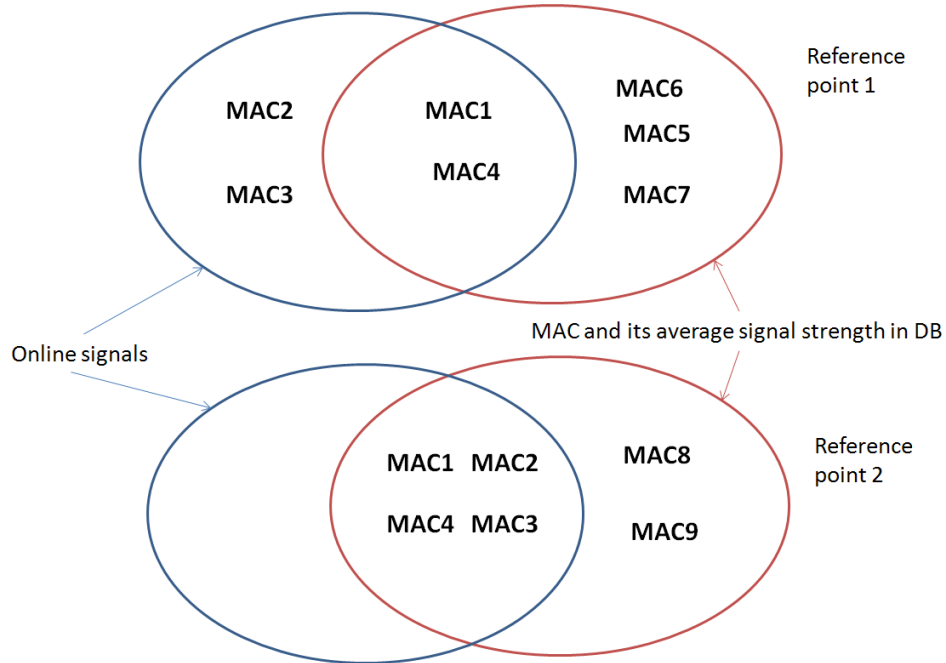 Reference
point 1
MAC2
MAC1
MAC6
MAC5
MAC4
MAC3
MAC7
Online signals
MAC and its average signal strength in DB
Reference
point 2
MAC1 MAC2
MAC8
MAC4 MAC3
MAC9